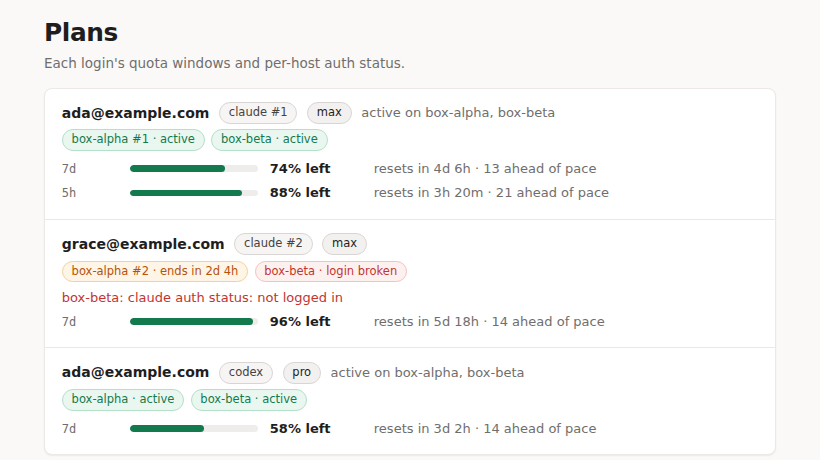 Plans
Each login's quota windows and per-host auth status.
ada@example.com claude #1 max active on box-alpha, box-beta
box-alpha #1 · active box-beta · active
7d 74% left resets in 4d 6h · 13 ahead of pace
5h 88% left resets in 3h 20m · 21 ahead of pace
grace@example.com claude #2 max
box-alpha #2 · ends in 2d 4h box-beta · login broken
box-beta: claude auth status: not logged in
7d 96% left resets in 5d 18h · 14 ahead of pace
ada@example.com codex pro active on box-alpha, box-beta
box-alpha · active box-beta · active
7d 58% left resets in 3d 2h · 14 ahead of pace